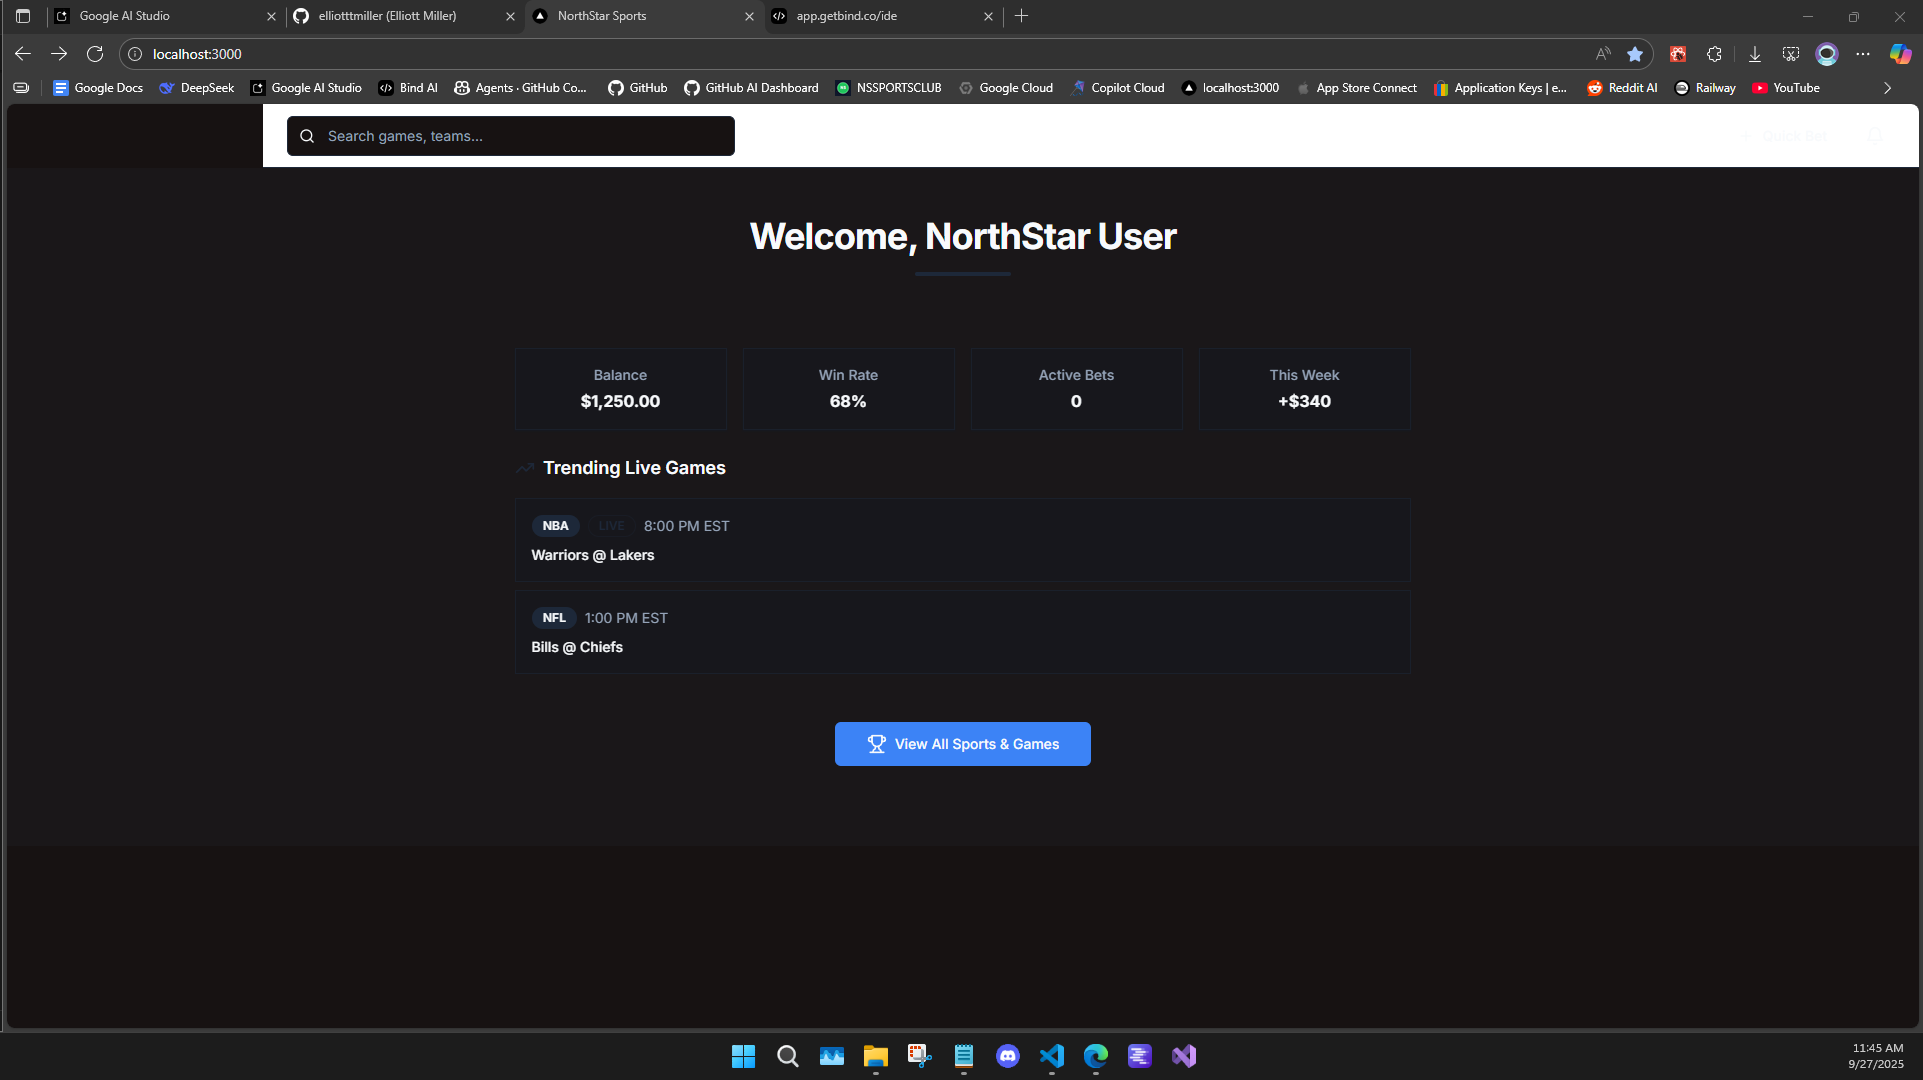 Google AI Studio
elliotttmiller (Elliott Miller)
NorthStar Sports
app.getbind.co/ide
localhost:3000
Google Docs
DeepSeek
Google AI Studio
Bind AI
Agents · GitHub Co...
GitHub
GitHub AI Dashboard
NSSPORTSCLUB
Google Cloud
Copilot Cloud
localhost:3000
App Store Connect
Application Keys | e...
Reddit AI
Railway
YouTube
Search games, teams...
Quick Bet
Welcome, NorthStar User
Balance
$1,250.00
Win Rate
68%
Active Bets
0
This Week
+$340
Trending Live Games
NBA LIVE 8:00 PM EST
Warriors @ Lakers
NFL 1:00 PM EST
Bills @ Chiefs
View All Sports & Games
11:45 AM
9/27/2025